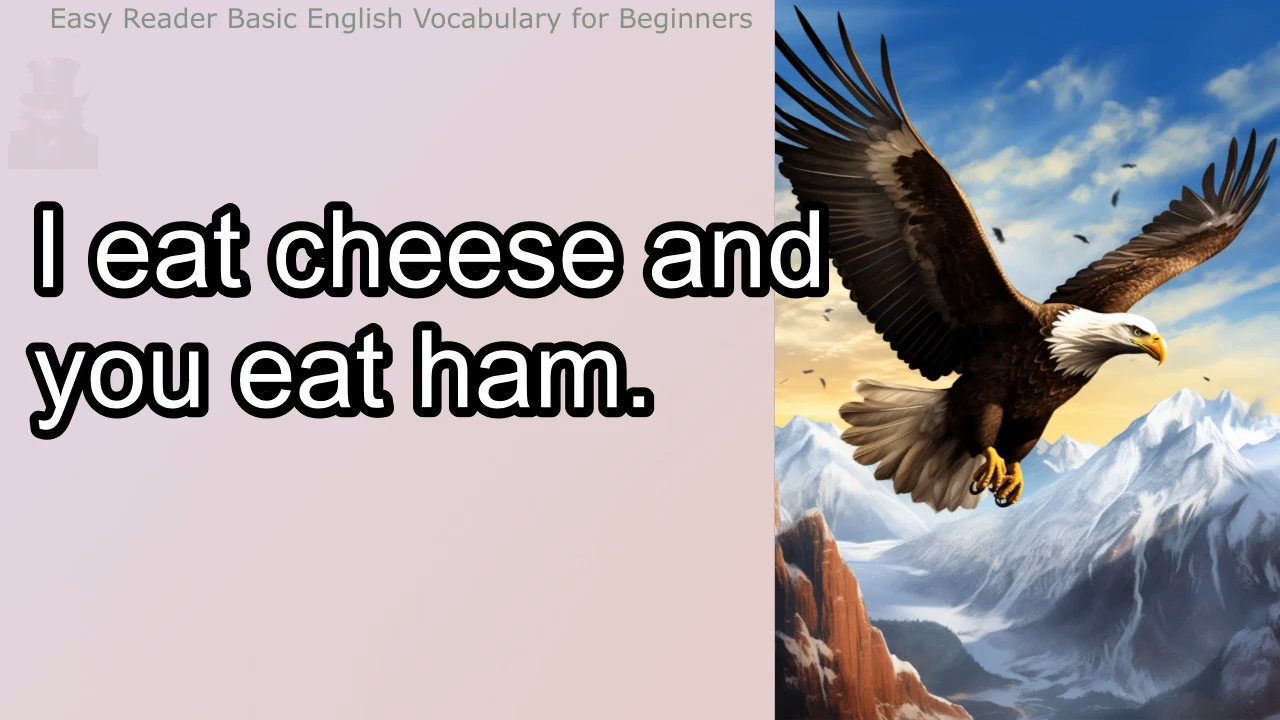 Easy Reader Basic English Vocabulary for Beginners
I eat cheese and
you eat ham.